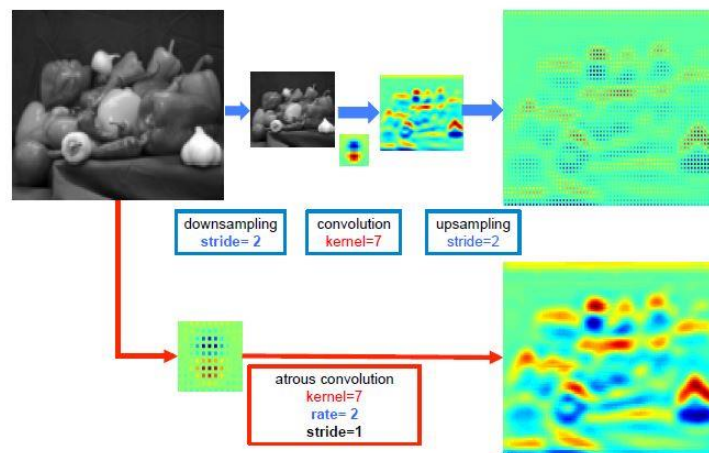 downsampling
stride= 2
convolution
kernel=7
upsampling
stride=2
atrous convolution
kernel=7
rate= 2
stride=1